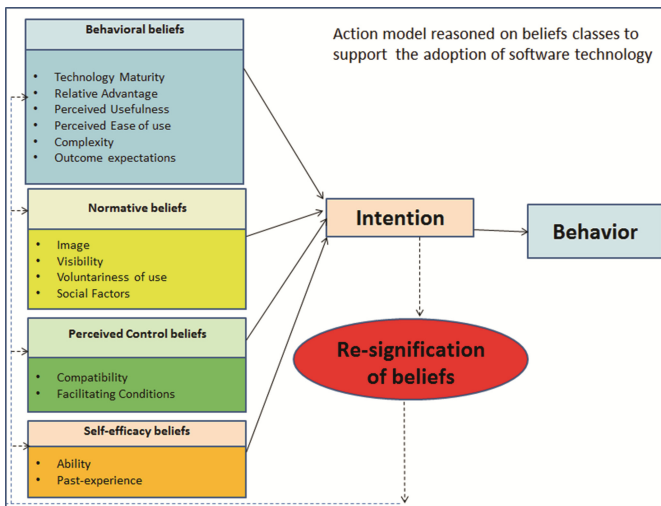 Behavioral beliefs
• Technology Maturity
• Relative Advantage
• Perceived Usefulness
• Perceived Ease of use
• Complexity
• Outcome expectations
Action model reasoned on beliefs classes to
support the adoption of software technology
Normative beliefs
• Image
• Visibility
• Voluntariness of use
• Social Factors
Intention
Behavior
Perceived Control beliefs
• Compatibility
• Facilitating Conditions
Re-signification
of beliefs
Self-efficacy beliefs
• Ability
• Past-experience